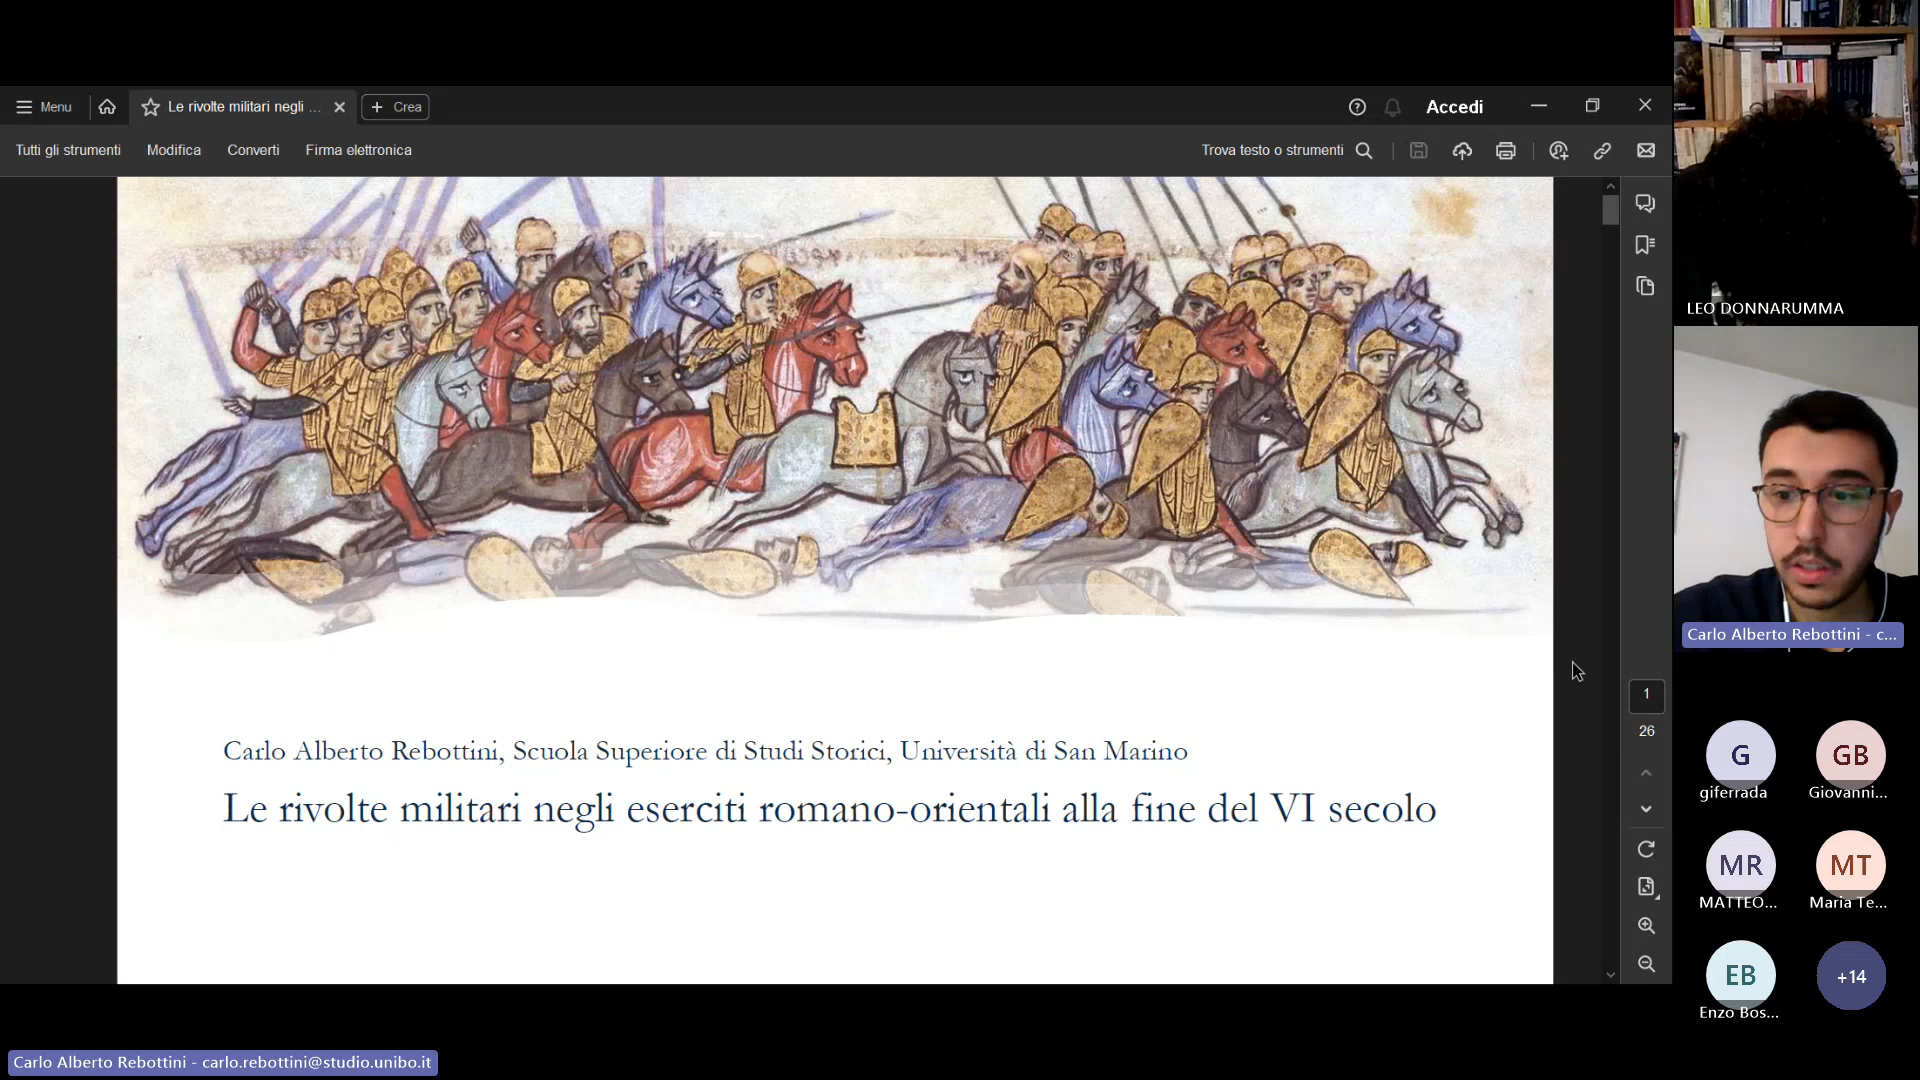 Menu
Le rivolte militari negli ...
Crea
Accedi
Tutti gli strumenti
Modifica
Converti
Firma elettronica
Trova testo o strumenti
Carlo Alberto Rebottini, Scuola Superiore di Studi Storici, Università di San Marino
Le rivolte militari negli eserciti romano-orientali alla fine del VI secolo
1
26
LEO DONNARUMMA
Carlo Alberto Rebottini - c...
G
giferrada
GB
Giovanni...
MR
MATTEO...
MT
Maria Te...
EB
Enzo Bos...
+14
Carlo Alberto Rebottini - carlo.rebottini@studio.unibo.it